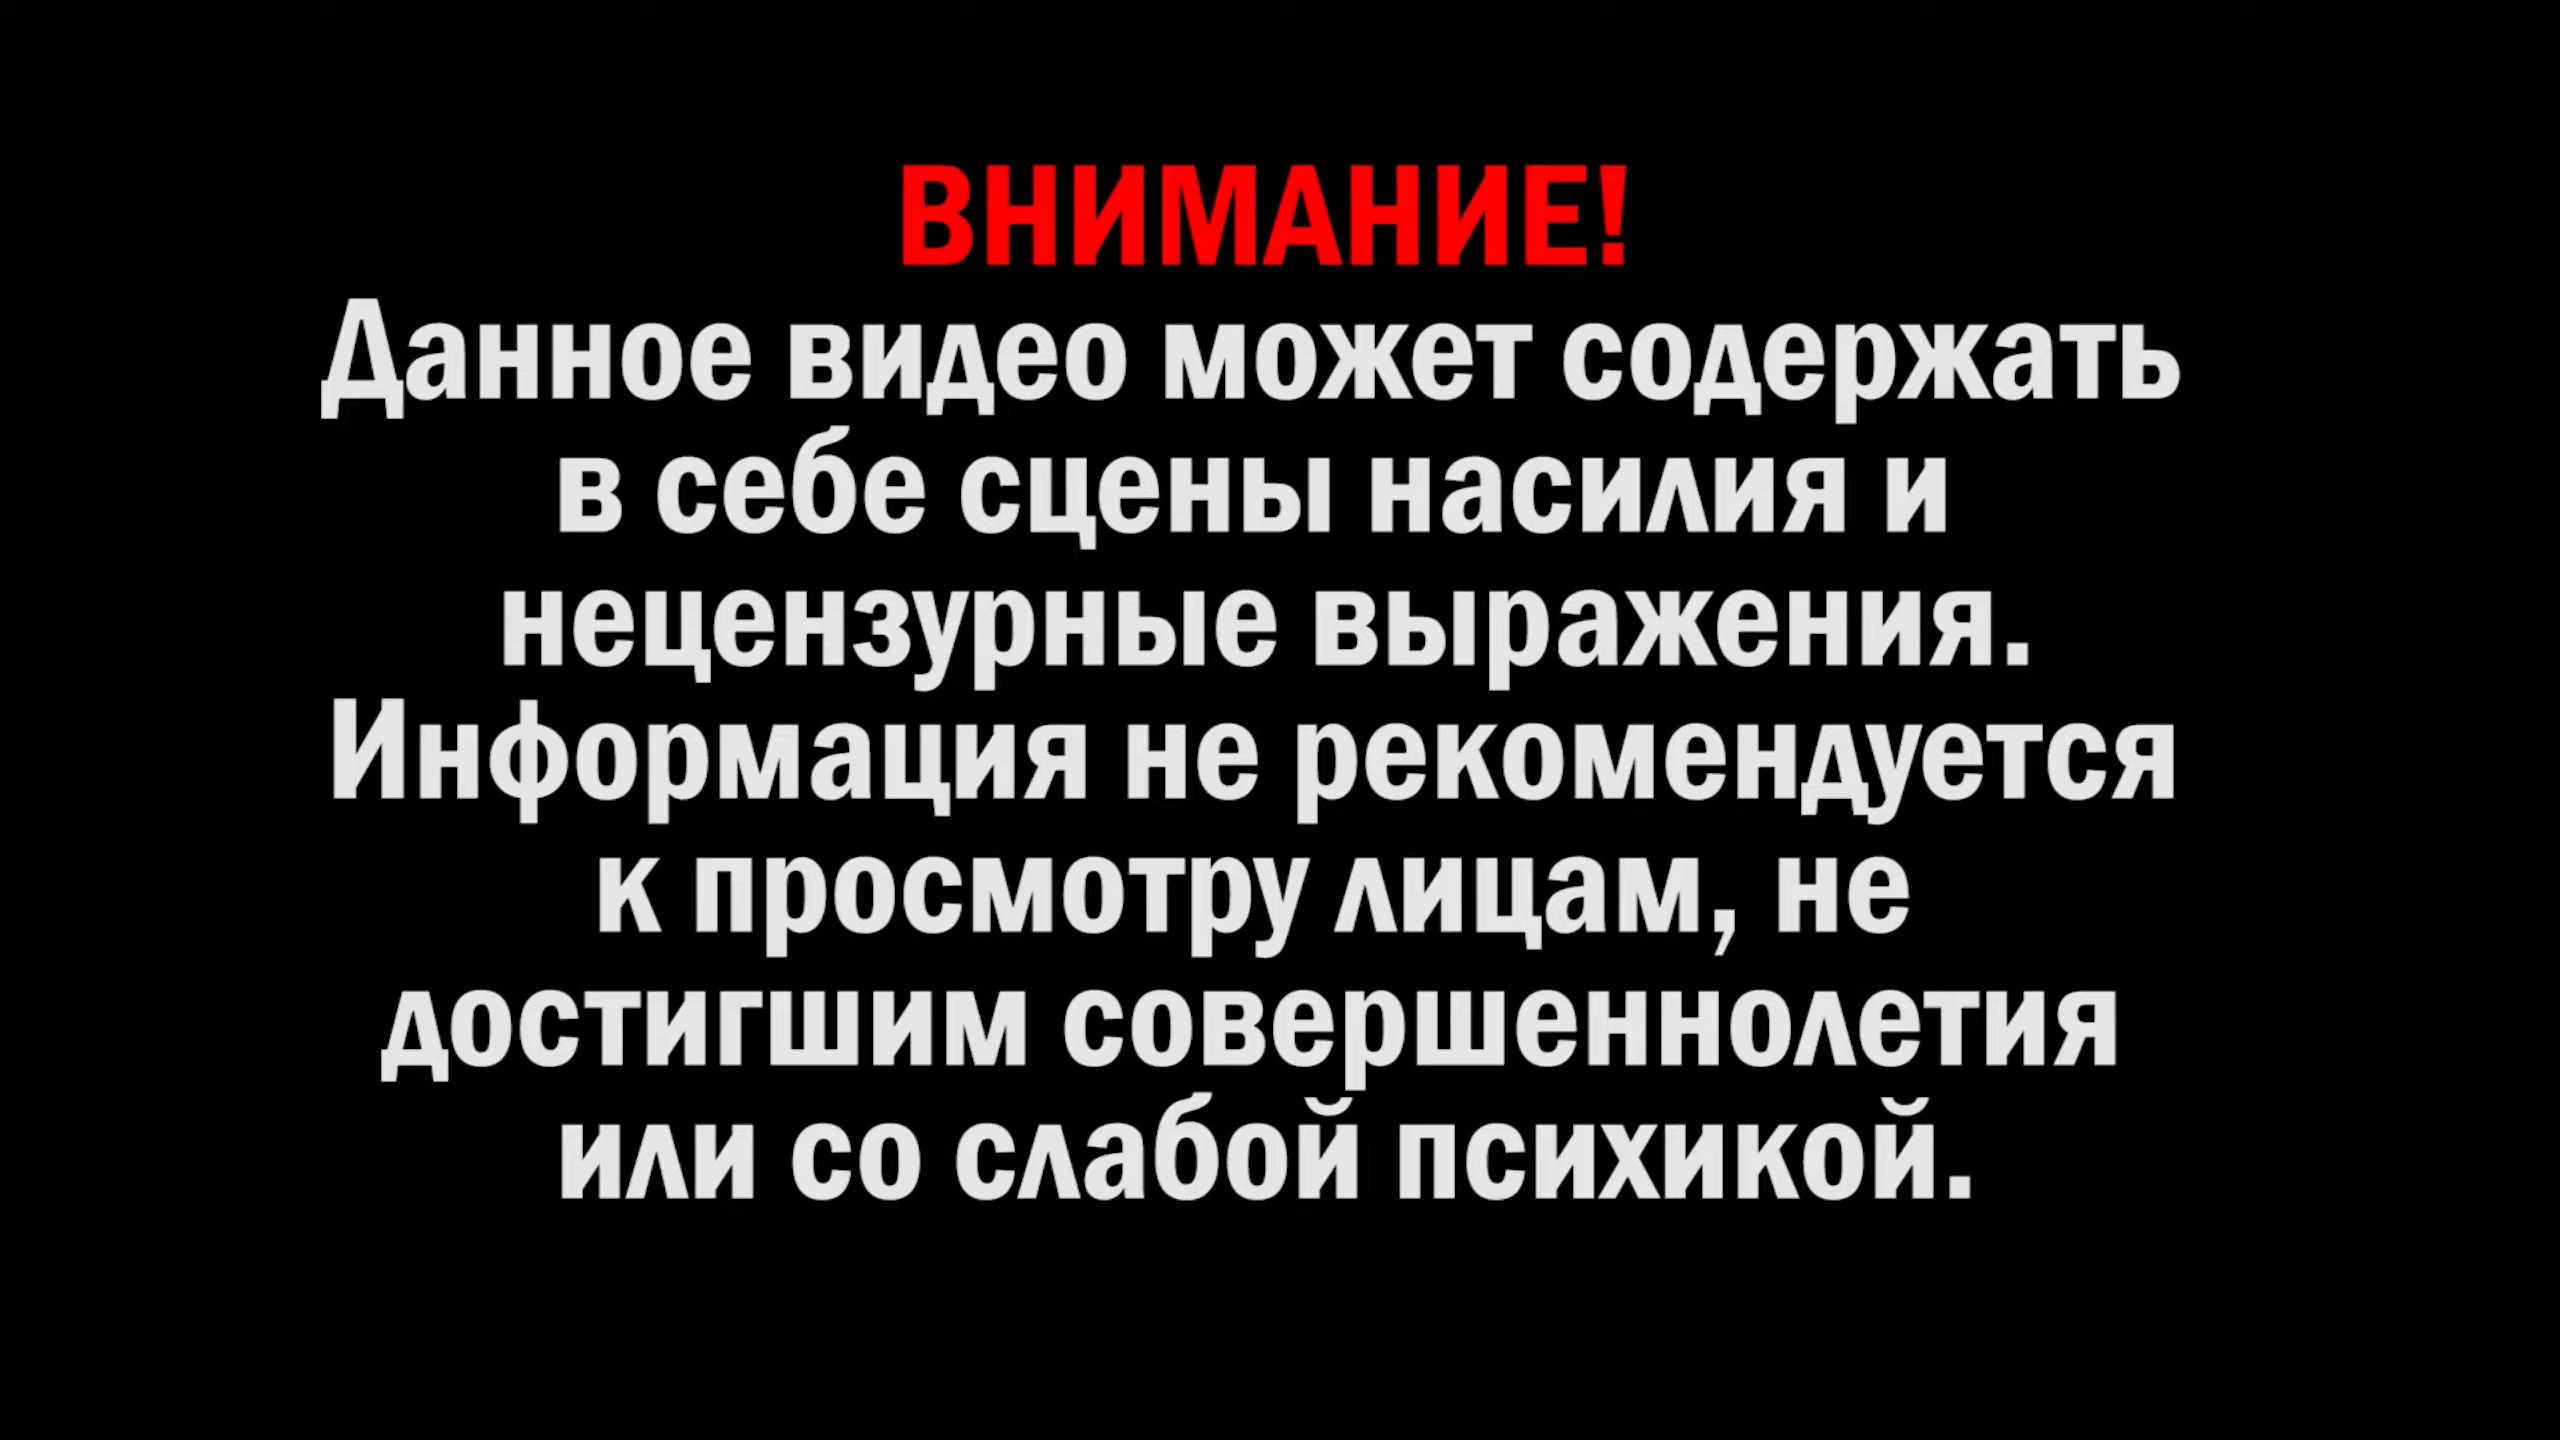 ВНИМАНИЕ!
Данное видео может содержать
в себе сцены насилия и
нецензурные выражения.
Информация не рекомендуется
к просмотру лицам, не
достигшим совершеннолетия
или со слабой психикой.